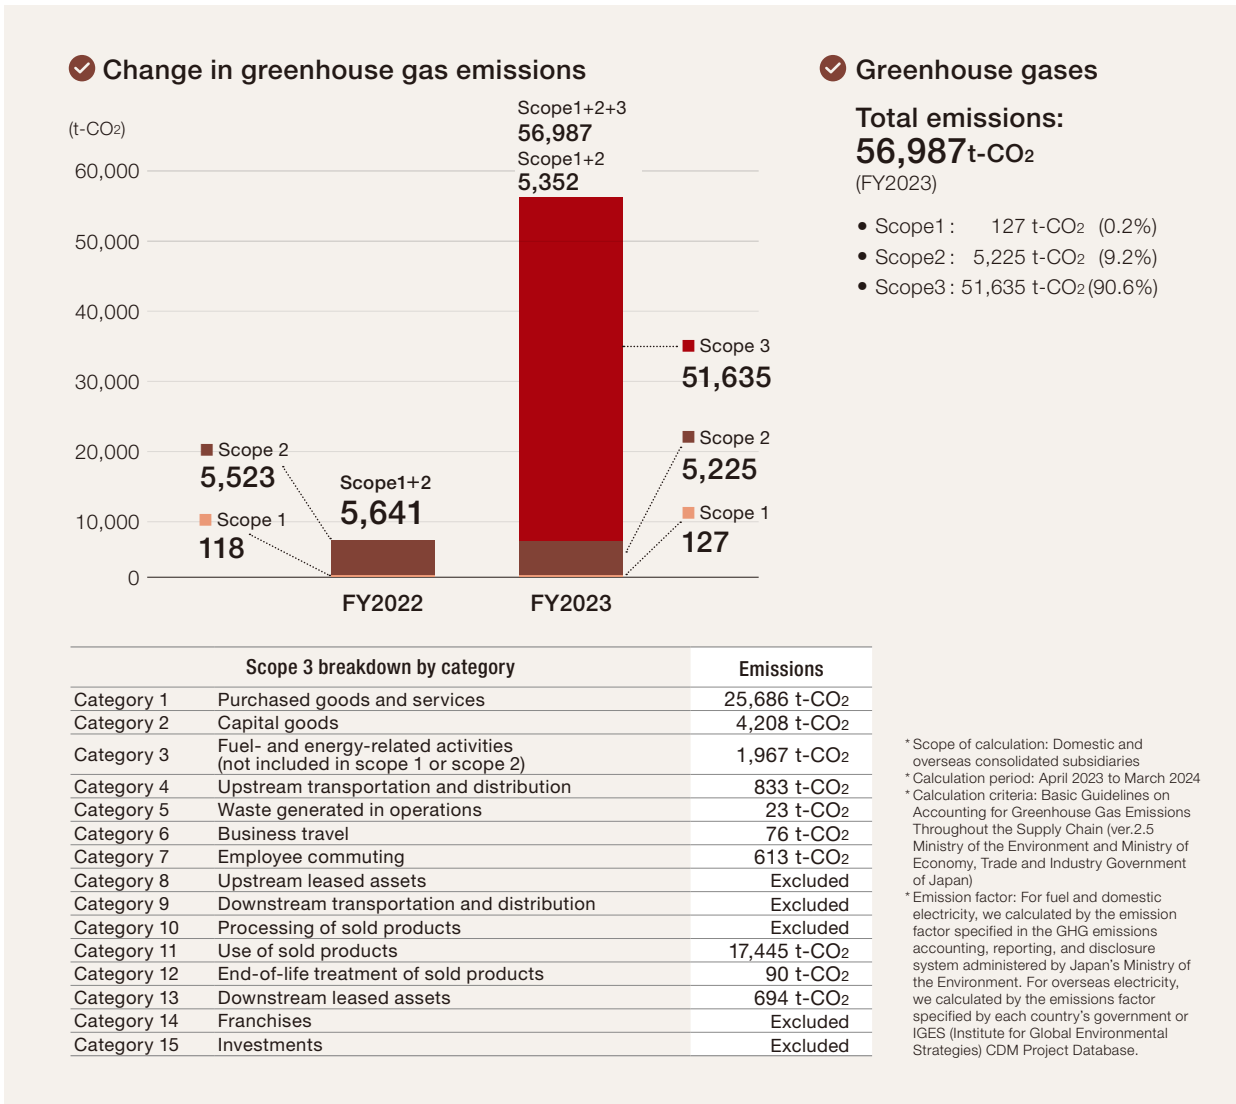 Change in greenhouse gas emissions
(t-CO2)
60,000
50,000
40,000
30,000
20,000
10,000
0
Scope1+2+3
56,987
Scope1+2
5,352
Scope 3
51,635
Scope 2
5,225
Scope 1
127
Scope 2
5,523
Scope 1
118
Scope1+2
5,641
FY2022
FY2023
Greenhouse gases
Total emissions:
56,987t-CO2
(FY2023)
• Scope1 : 127 t-CO2 (0.2%)
• Scope2 : 5,225 t-CO2 (9.2%)
• Scope3 : 51,635 t-CO2 (90.6%)
Scope 3 breakdown by category Emissions
Category 1 Purchased goods and services 25,686 t-CO2
Category 2 Capital goods 4,208 t-CO2
Category 3 Fuel- and energy-related activities
(not included in scope 1 or scope 2) 1,967 t-CO2
Category 4 Upstream transportation and distribution 833 t-CO2
Category 5 Waste generated in operations 23 t-CO2
Category 6 Business travel 76 t-CO2
Category 7 Employee commuting 613 t-CO2
Category 8 Upstream leased assets Excluded
Category 9 Downstream transportation and distribution Excluded
Category 10 Processing of sold products Excluded
Category 11 Use of sold products 17,445 t-CO2
Category 12 End-of-life treatment of sold products 90 t-CO2
Category 13 Downstream leased assets 694 t-CO2
Category 14 Franchises Excluded
Category 15 Investments Excluded
* Scope of calculation: Domestic and
overseas consolidated subsidiaries
* Calculation period: April 2023 to March 2024
* Calculation criteria: Basic Guidelines on
Accounting for Greenhouse Gas Emissions
Throughout the Supply Chain (ver.2.5
Ministry of the Environment and Ministry of
Economy, Trade and Industry Government
of Japan)
* Emission factor: For fuel and domestic
electricity, we calculated by the emission
factor specified in the GHG emissions
accounting, reporting, and disclosure
system administered by Japan's Ministry of
the Environment. For overseas electricity,
we calculated by the emissions factor
specified by each country's government or
IGES (Institute for Global Environmental
Strategies) CDM Project Database.